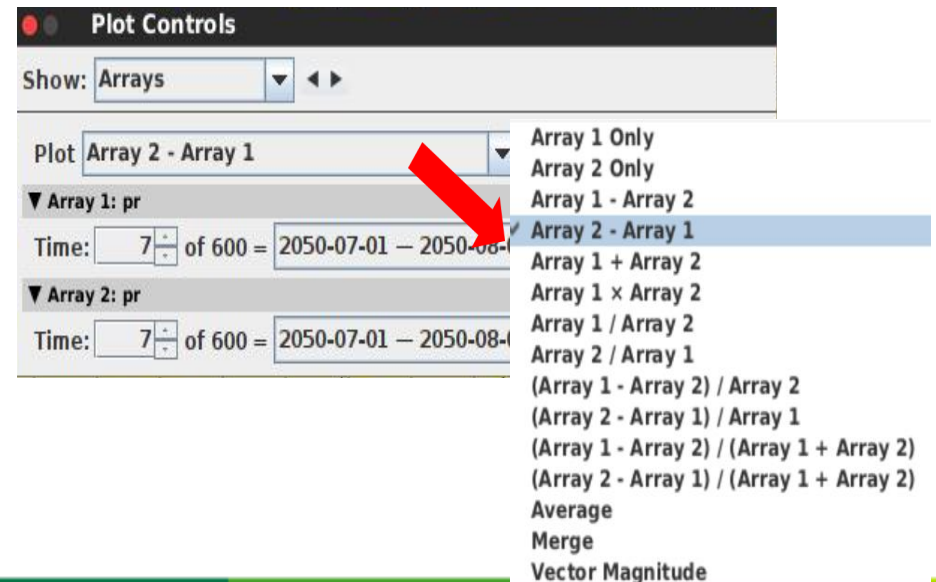 Plot Controls
Show: Arrays
Plot Array 2 - Array 1
▼ Array 1: pr
Time: 7 of 600 = 2050-07-01 — 2050-08-
▼ Array 2: pr
Time: 7 of 600 = 2050-07-01 — 2050-08-
Array 1 Only
Array 2 Only
Array 1 - Array 2
✓ Array 2 - Array 1
Array 1 + Array 2
Array 1 × Array 2
Array 1 / Array 2
Array 2 / Array 1
(Array 1 - Array 2) / Array 2
(Array 2 - Array 1) / Array 1
(Array 1 - Array 2) / (Array 1 + Array 2)
(Array 2 - Array 1) / (Array 1 + Array 2)
Average
Merge
Vector Magnitude